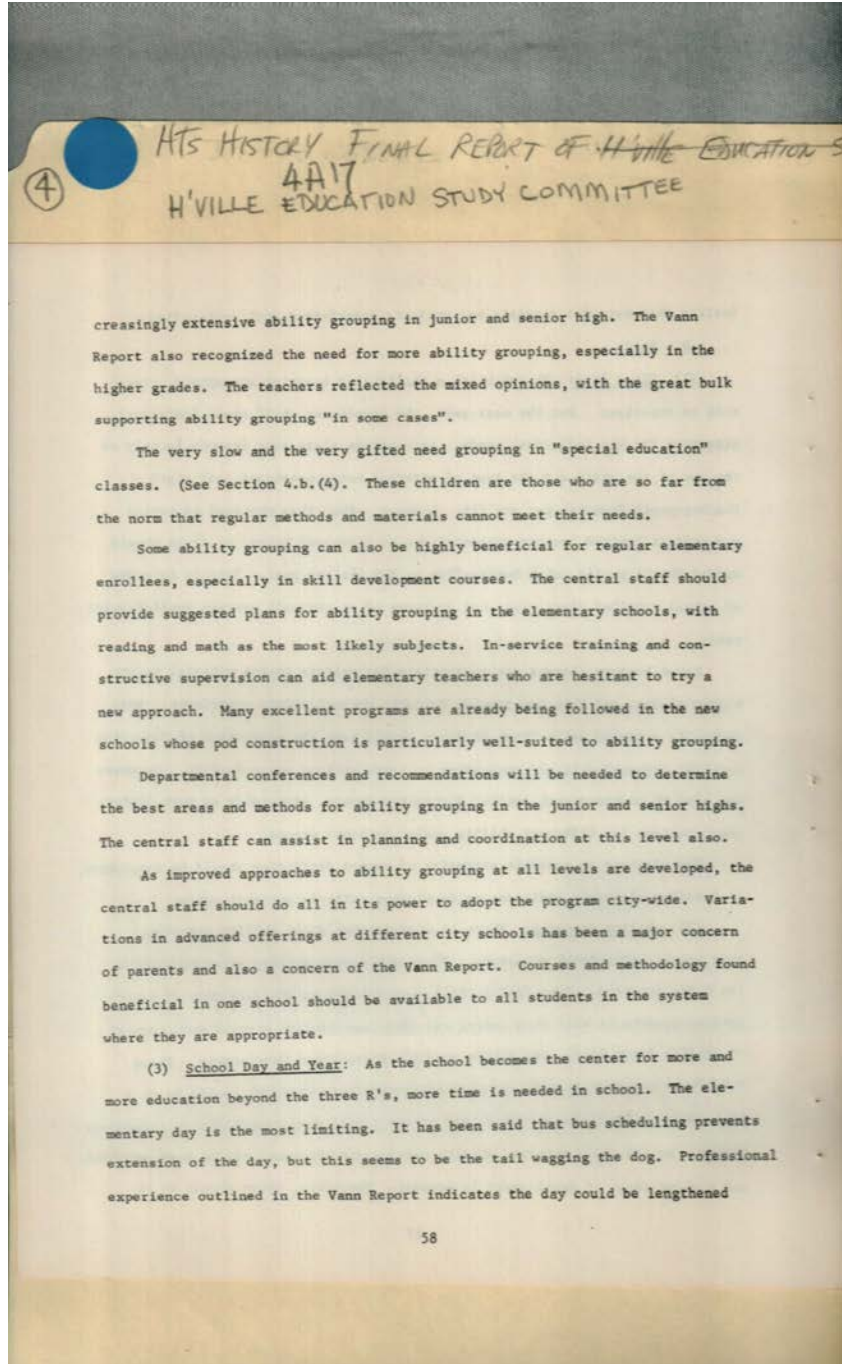 HTS HISTORY FINAL REPORT OF H'ville EDUCATION S
4A17
4
H'VILLE EDUCATION STUDY COMMITTEE
creasingly extensive ability grouping in junior and senior high. The Vann
Report also recognized the need for more ability grouping, especially in the
higher grades. The teachers reflected the mixed opinions, with the great bulk
supporting ability grouping "in some cases".
The very slow and the very gifted need grouping in "special education"
classes. (See Section 4.b.(4). These children are those who are so far from
the norm that regular methods and materials cannot meet their needs.
Some ability grouping can also be highly beneficial for regular elementary
enrollees, especially in skill development courses. The central staff should
provide suggested plans for ability grouping in the elementary schools, with
reading and math as the most likely subjects. In-service training and con-
structive supervision can aid elementary teachers who are hesitant to try a
new approach. Many excellent programs are already being followed in the new
schools whose pod construction is particularly well-suited to ability grouping.
Departmental conferences and recommendations will be needed to determine
the best areas and methods for ability grouping in the junior and senior highs.
The central staff can assist in planning and coordination at this level also.
As improved approaches to ability grouping at all levels are developed, the
central staff should do all in its power to adopt the program city-wide. Varia-
tions in advanced offerings at different city schools has been a major concern
of parents and also a concern of the Vann Report. Courses and methodology found
beneficial in one school should be available to all students in the system
where they are appropriate.
(3) School Day and Year: As the school becomes the center for more and
more education beyond the three R's, more time is needed in school. The ele-
mentary day is the most limiting. It has been said that bus scheduling prevents
extension of the day, but this seems to be the tail wagging the dog. Professional
experience outlined in the Vann Report indicates the day could be lengthened
58